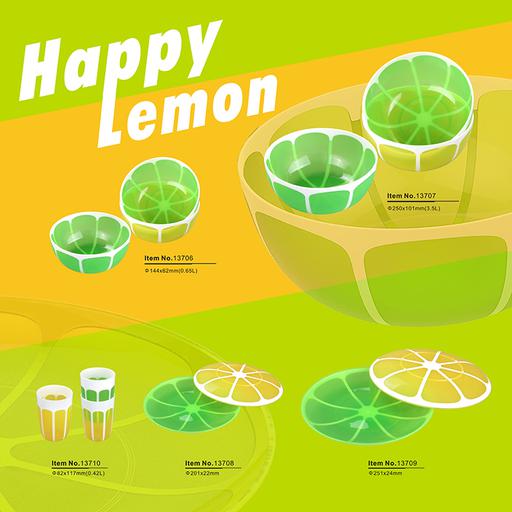 Happy
Lemon
Item No.13707
Φ250x101mm(3.5L)
Item No.13706
Φ144x62mm(0.65L)
Item No.13710
Φ82x117mm(0.42L)
Item No.13708
Φ201x22mm
Item No.13709
Φ251x24mm